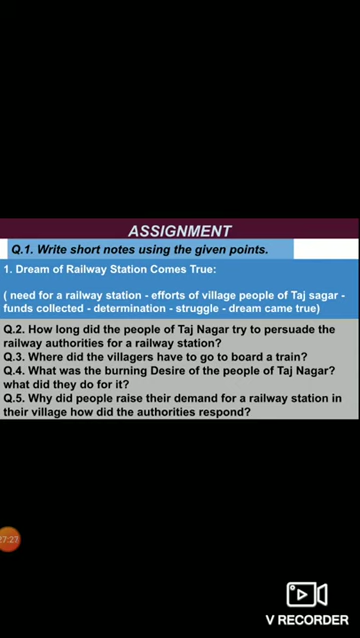 ASSIGNMENT
Q.1. Write short notes using the given points.
1. Dream of Railway Station Comes True:
( need for a railway station - efforts of village people of Taj sagar -
funds collected - determination - struggle - dream came true)
Q.2. How long did the people of Taj Nagar try to persuade the
railway authorities for a railway station?
Q.3. Where did the villagers have to go to board a train?
Q.4. What was the burning Desire of the people of Taj Nagar?
what did they do for it?
Q.5. Why did people raise their demand for a railway station in
their village how did the authorities respond?
27:27
V RECORDER